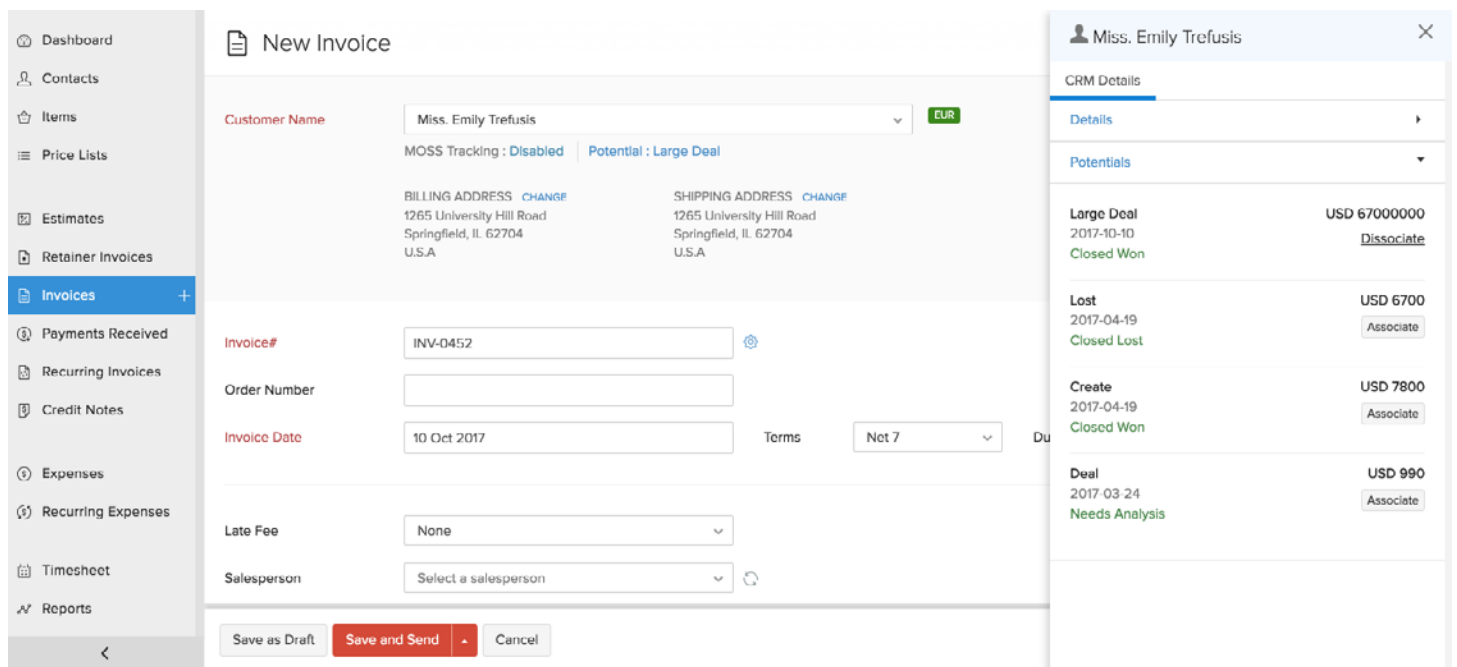 Dashboard
Contacts
Items
Price Lists
Estimates
Retainer Invoices
Invoices +
Payments Received
Recurring Invoices
Credit Notes
Expenses
Recurring Expenses
Timesheet
Reports
New Invoice
Customer Name
Miss. Emily Trefusis
EUR
MOSS Tracking : Disabled
Potential : Large Deal
BILLING ADDRESS CHANGE
1265 University Hill Road
Springfield, IL 62704
U.S.A
SHIPPING ADDRESS CHANGE
1265 University Hill Road
Springfield, IL 62704
U.S.A
Invoice# INV-0452
Order Number
Invoice Date 10 Oct 2017 Terms Net 7 Du
Late Fee None
Salesperson Select a salesperson
Save as Draft Save and Send Cancel
Miss. Emily Trefusis
CRM Details
Details
Potentials
Large Deal USD 67000000
2017-10-10 Dissociate
Closed Won
Lost USD 6700
2017-04-19 Associate
Closed Lost
Create USD 7800
2017-04-19 Associate
Closed Won
Deal USD 990
2017-03-24 Associate
Needs Analysis